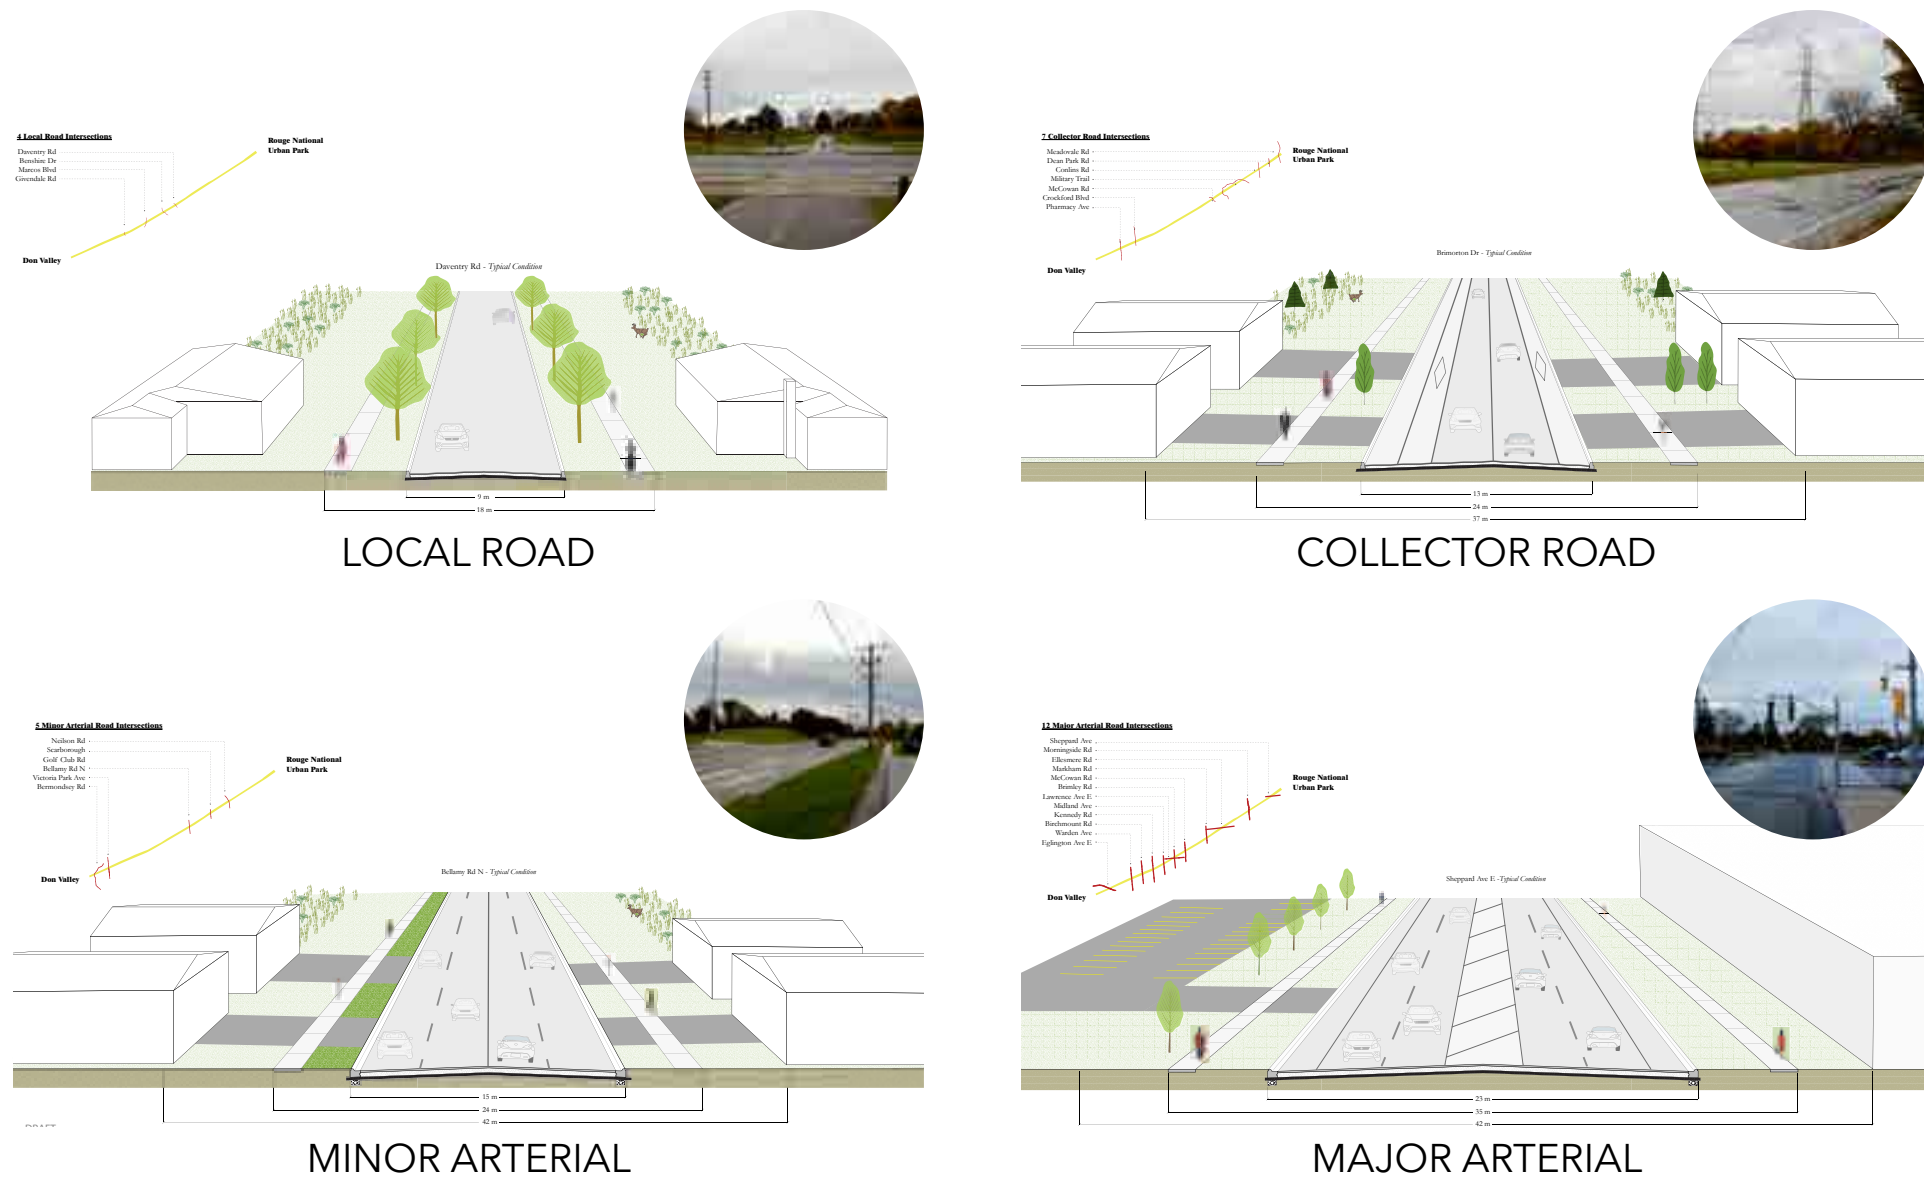 4 Local Road Intersections
Daventry Rd
Benshire Dr
Marcos Blvd
Givendale Rd
Rouge National
Urban Park
Don Valley
Daventry Rd - Typical Condition
9 m
18 m
LOCAL ROAD
7 Collector Road Intersections
Meadowale Rd
Dean Park Rd
Conlins Rd
Military Trail
McCowan Rd
Crockford Blvd
Pharmacy Ave
Rouge National
Urban Park
Don Valley
Brimorton Dr - Typical Condition
13 m
24 m
37 m
COLLECTOR ROAD
5 Minor Arterial Road Intersections
Neilson Rd
Scarborough
Golf Club Rd
Bellamy Rd N
Victoria Park Ave
Bermondsey Rd
Rouge National
Urban Park
Don Valley
Bellamy Rd N - Typical Condition
15 m
24 m
42 m
MINOR ARTERIAL
12 Major Arterial Road Intersections
Sheppard Ave
Morningside Rd
Ellesmere Rd
Markham Rd
McCowan Rd
Brimley Rd
Lawrence Ave E
Midland Ave
Kennedy Rd
Birchmount Rd
Warden Ave
Eglington Ave E
Rouge National
Urban Park
Don Valley
Sheppard Ave E -Typical Condition
23 m
35 m
42 m
MAJOR ARTERIAL